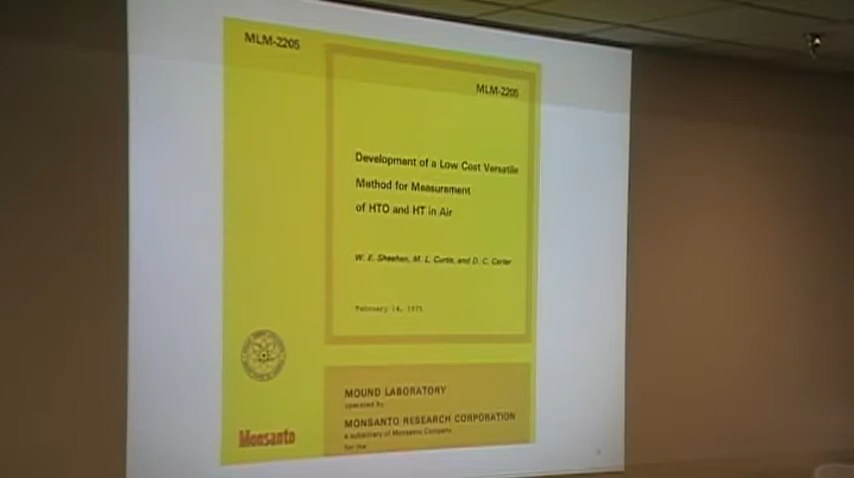 MLM-2205
MLM-2205
Development of a Low Cost Versatile
Method for Measurement
of HTO and HT in Air
W. E. Sheehan, M. L. Curtis, and D. C. Carter
February 14, 1975
MOUND LABORATORY
operated by
MONSANTO RESEARCH CORPORATION
a subsidiary of Monsanto Company
for the
Monsanto